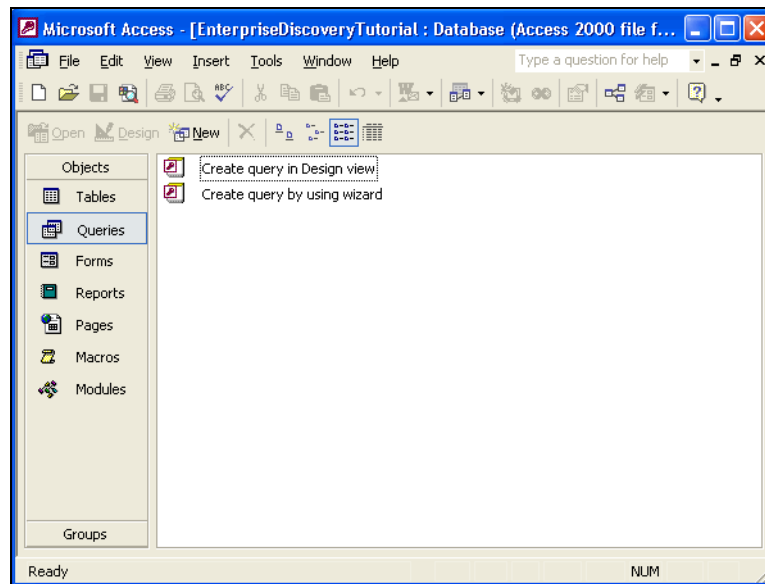 Microsoft Access - [EnterpriseDiscoveryTutorial : Database (Access 2000 file f...
File Edit View Insert Tools Window Help Type a question for help
ABC
Open Design New
Objects
Create query in Design view
Tables
Create query by using wizard
Queries
Forms
Reports
Pages
Macros
Modules
Groups
Ready NUM